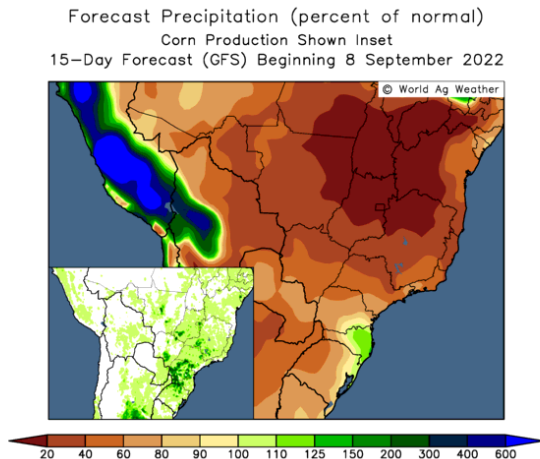 Forecast Precipitation (percent of normal)
Corn Production Shown Inset
15-Day Forecast (GFS) Beginning 8 September 2022
© World Ag Weather
20 40 60 80 90 100 110 125 150 200 300 400 600